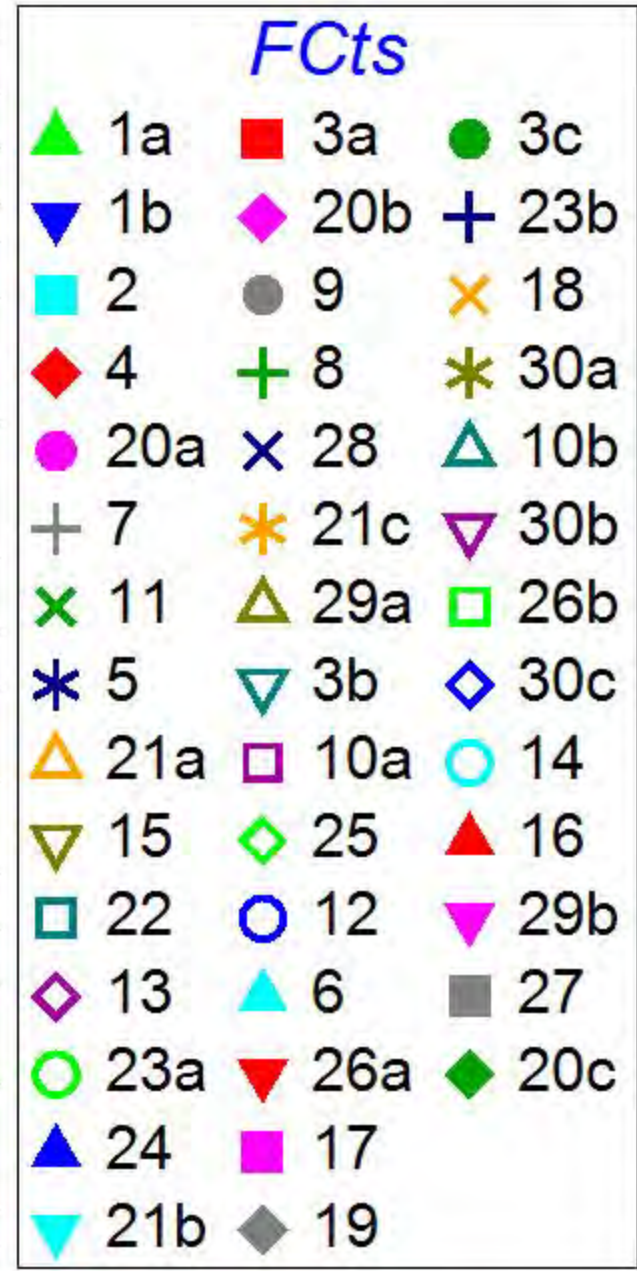 FCts
1a 3a 3c
1b 20b 23b
2 9 18
4 8 30a
20a 28 10b
7 21c 30b
11 29a 26b
5 3b 30c
21a 10a 14
15 25 16
22 12 29b
13 6 27
23a 26a 20c
24 17
21b 19